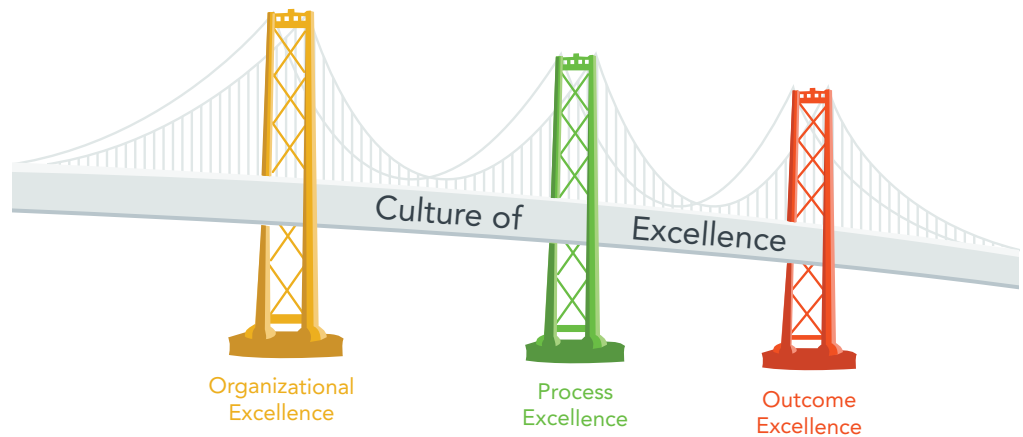 Culture of Excellence
Organizational
Excellence
Process
Excellence
Outcome
Excellence